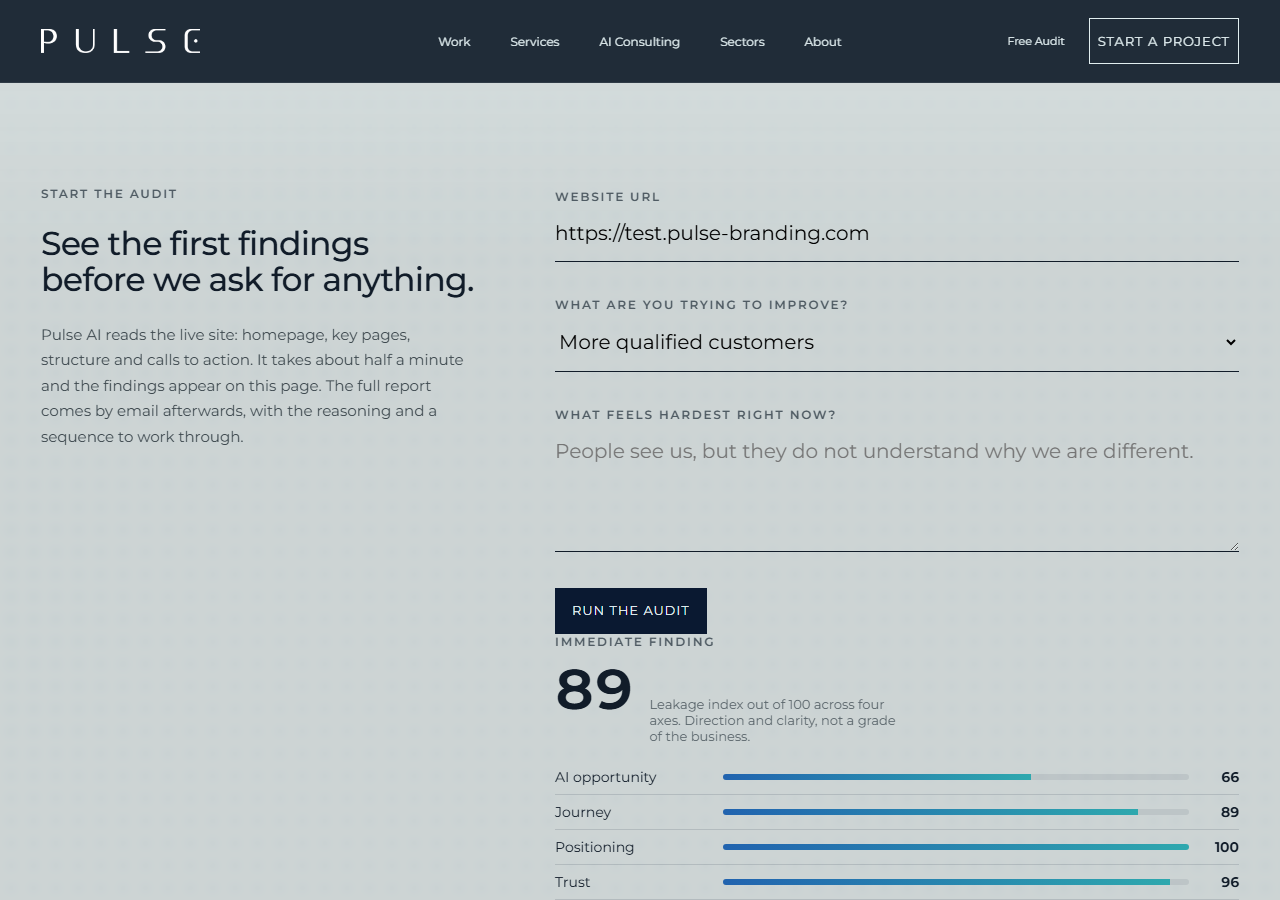 PULSE
Work
Services
AI Consulting
Sectors
About
Free Audit
START A PROJECT
START THE AUDIT
See the first findings
before we ask for anything.
Pulse AI reads the live site: homepage, key pages,
structure and calls to action. It takes about half a minute
and the findings appear on this page. The full report
comes by email afterwards, with the reasoning and a
sequence to work through.
WEBSITE URL
https://test.pulse-branding.com
WHAT ARE YOU TRYING TO IMPROVE?
More qualified customers
WHAT FEELS HARDEST RIGHT NOW?
People see us, but they do not understand why we are different.
RUN THE AUDIT
IMMEDIATE FINDING
89
Leakage index out of 100 across four
axes. Direction and clarity, not a grade
of the business.
AI opportunity 66
Journey 89
Positioning 100
Trust 96